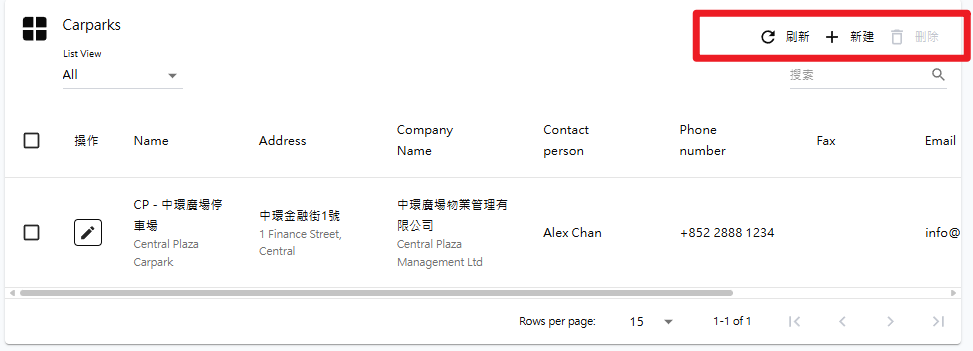 Carparks
刷新 新建 删除
List View
All
搜索
操作 Name Address Company Name Contact person Phone number Fax Email
CP - 中環廣場停車場
Central Plaza Carpark
中環金融街1號
1 Finance Street, Central
中環廣場物業管理有限公司
Central Plaza Management Ltd
Alex Chan
+852 2888 1234
info@
Rows per page: 15 1-1 of 1